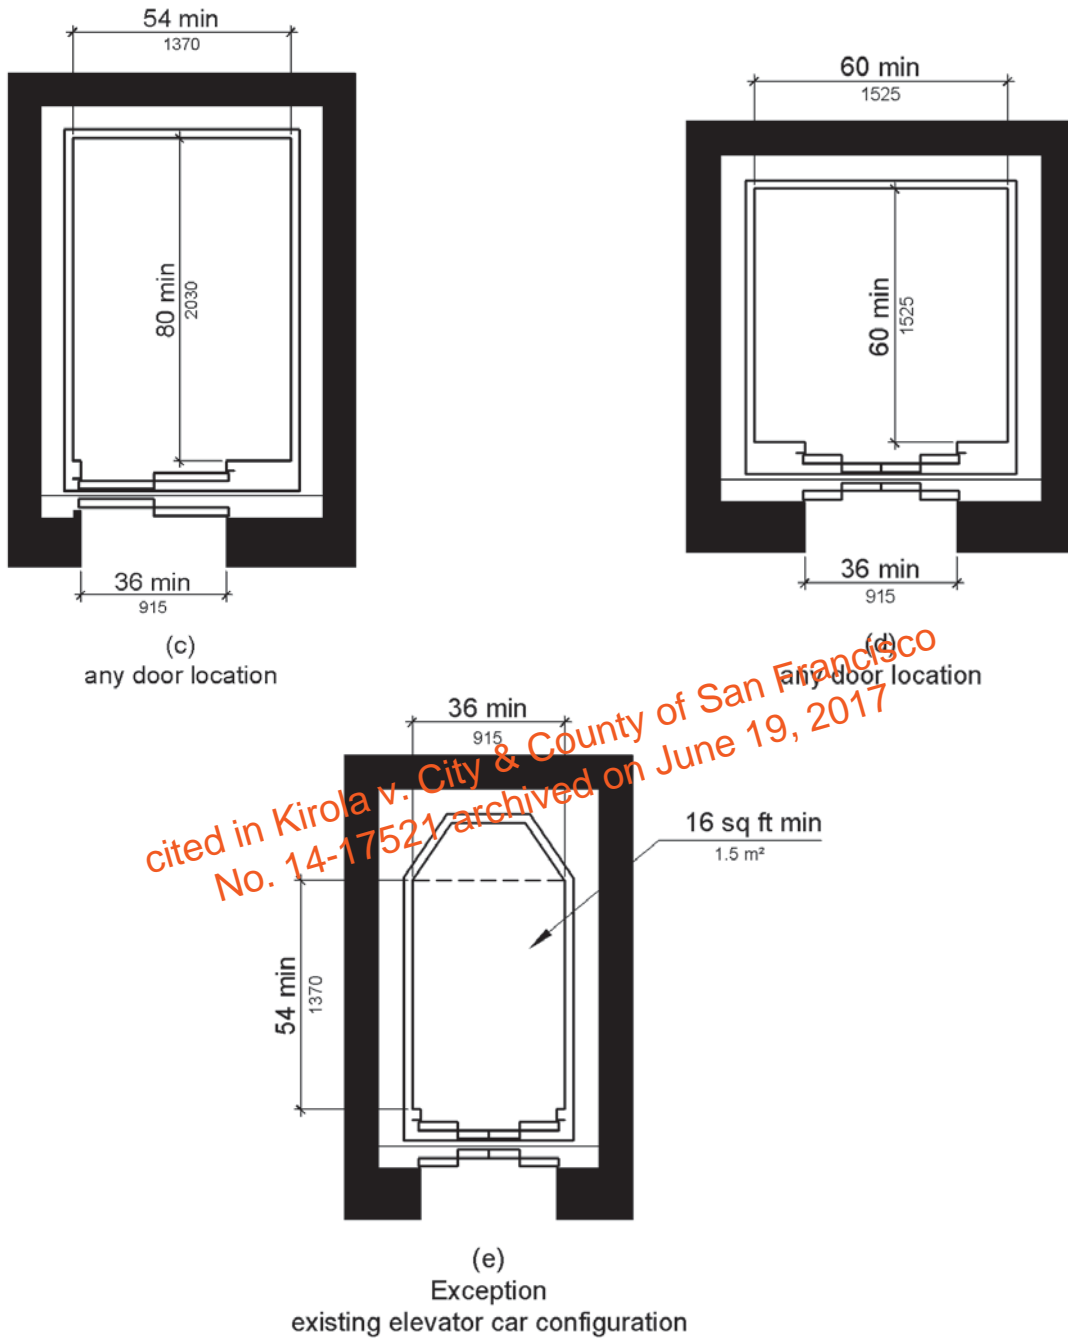 54 min
1370
80 min
2030
36 min
915
(c)
any door location
60 min
1525
60 min
1525
36 min
915
(d)
any door location
cited in Kirola v. City & County of San Francisco
No. 14-17521 archived on June 19, 2017
36 min
915
16 sq ft min
1.5 m²
54 min
1370
(e)
Exception
existing elevator car configuration